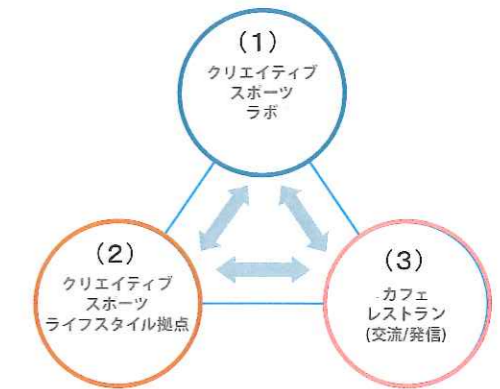 (1)
クリエイティブ
スポーツ
ラボ
(2)
クリエイティブ
スポーツ
ライフスタイル拠点
(3)
カフェ
レストラン
(交流/発信)